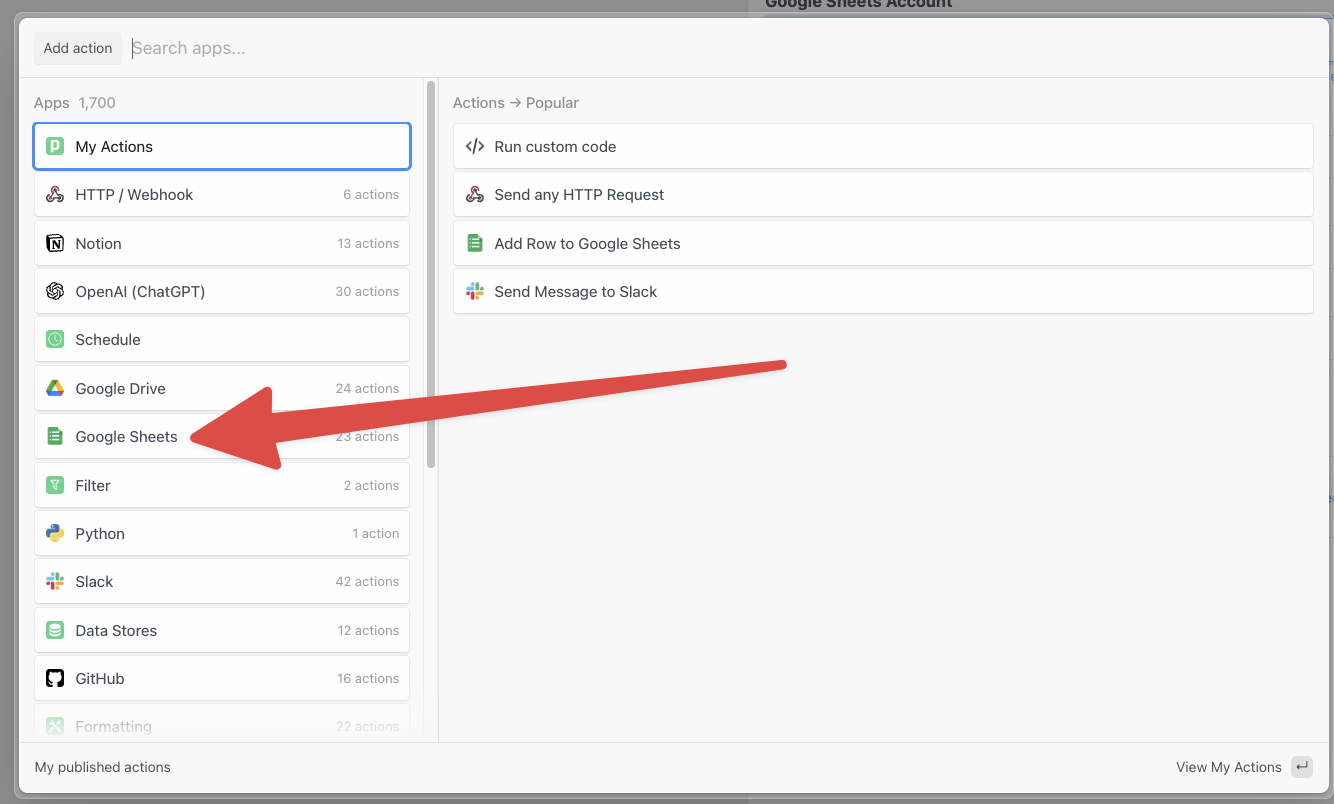 Google Sheets Account
Add action Search apps...
Apps 1,700
My Actions
HTTP / Webhook 6 actions
Notion 13 actions
OpenAI (ChatGPT) 30 actions
Schedule
Google Drive 24 actions
Google Sheets 23 actions
Filter 2 actions
Python 1 action
Slack 42 actions
Data Stores 12 actions
GitHub 16 actions
Formatting 22 actions
Actions → Popular
Run custom code
Send any HTTP Request
Add Row to Google Sheets
Send Message to Slack
My published actions
View My Actions